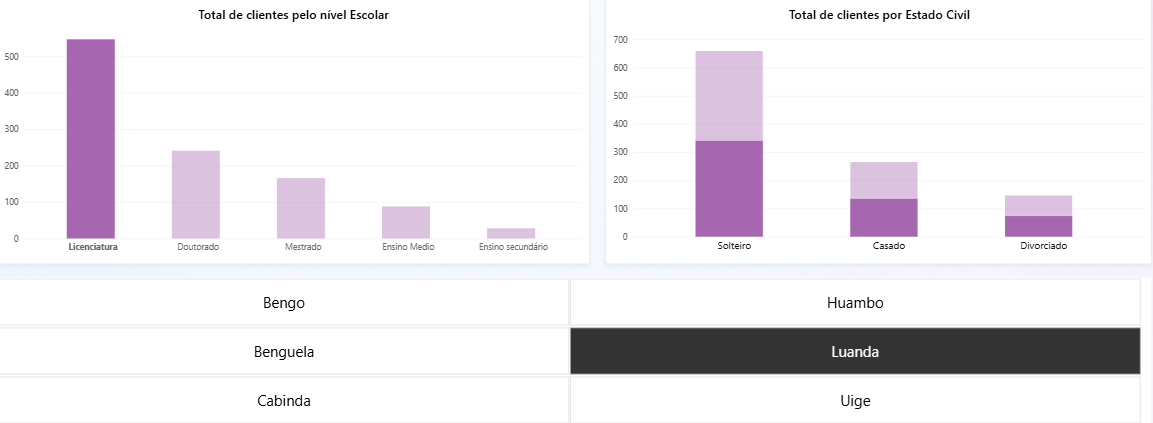 Total de clientes pelo nível Escolar
500
400
300
200
100
0
Licenciatura
Doutorado
Mestrado
Ensino Medio
Ensino secundário
Total de clientes por Estado Civil
700
600
500
400
300
200
100
0
Solteiro
Casado
Divorciado
Bengo
Huambo
Benguela
Luanda
Cabinda
Uige